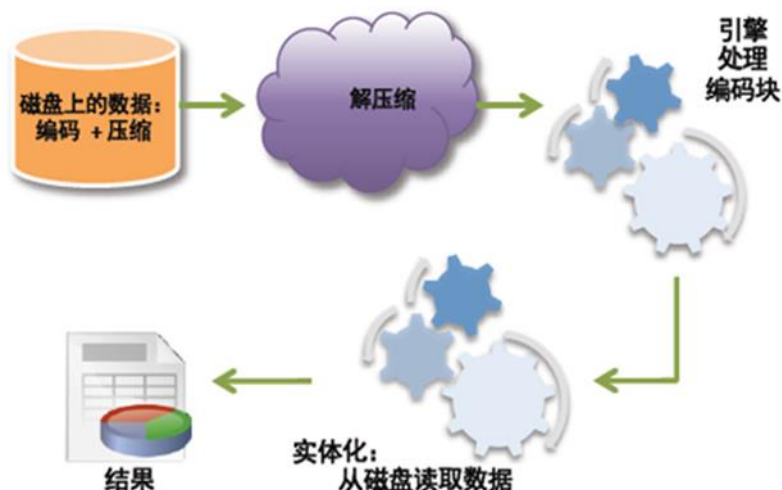 磁盘上的数据：
编码 +压缩
解压缩
引擎
处理
编码块
实体化：
从磁盘读取数据
结果